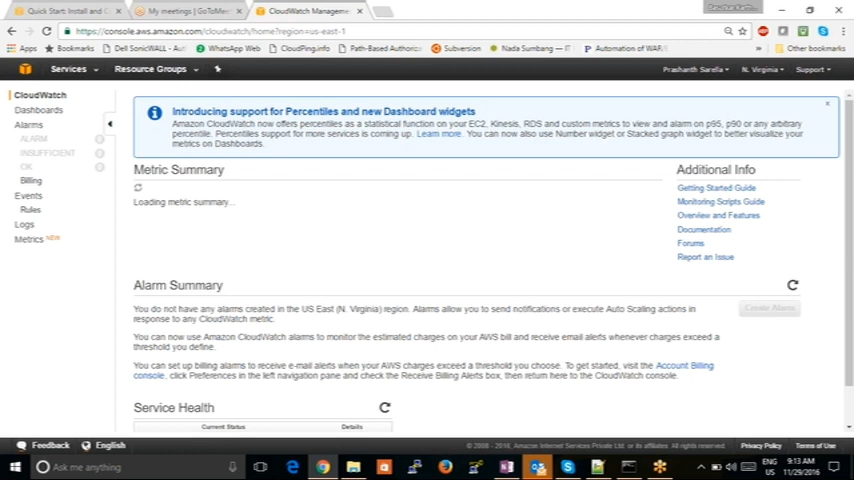 Quick Start: Install and C
My meetings | GoToMee
CloudWatch Manageme
https://console.aws.amazon.com/cloudwatch/home?region=us-east-1
Apps
Bookmarks
Dell SonicWALL
WhatsApp Web
CloudPing.info
Path-Based Authoriz
Subversion
Nada Sumbang — IT
Automation of WAR/
Other bookmarks
Services
Resource Groups
Prashanth Sarella
N. Virginia
Support
CloudWatch
Dashboards
Alarms
ALARM
INSUFFICIENT
OK
Billing
Events
Rules
Logs
Metrics NEW
Introducing support for Percentiles and new Dashboard widgets
Amazon CloudWatch now offers percentiles as a statistical function on your EC2, Kinesis, RDS and custom metrics to view and alarm on p95, p90 or any arbitrary
percentile. Percentiles support for more services is coming up. Learn more. You can now also use Number widget or Stacked graph widget to better visualize your
metrics on Dashboards.
Metric Summary
Loading metric summary...
Additional Info
Getting Started Guide
Monitoring Scripts Guide
Overview and Features
Documentation
Forums
Report an Issue
Alarm Summary
You do not have any alarms created in the US East (N. Virginia) region. Alarms allow you to send notifications or execute Auto Scaling actions in
response to any CloudWatch metric.
Create Alarm
You can now use Amazon CloudWatch alarms to monitor the estimated charges on your AWS bill and receive email alerts whenever charges exceed a
threshold you define.
You can set up billing alarms to receive e-mail alerts when your AWS charges exceed a threshold you choose. To get started, visit the Account Billing
console, click Preferences in the left navigation pane and check the Receive Billing Alerts box, then return here to the CloudWatch console.
Service Health
Current Status
Details
Feedback
English
© 2008 - 2016, Amazon Internet Services Private Ltd. or its affiliates. All rights reserved.
Privacy Policy
Terms of Use
Ask me anything
ENG
US
9:13 AM
11/29/2016